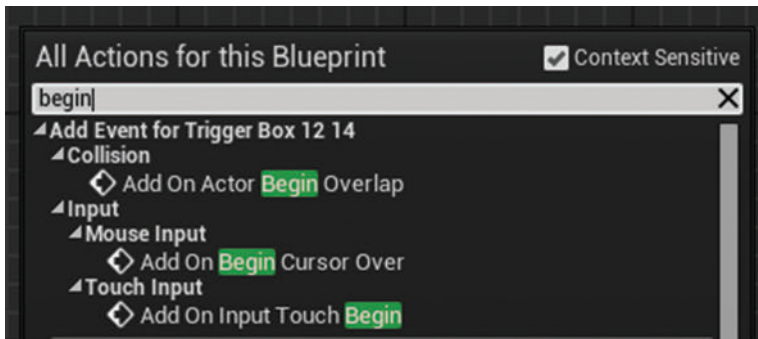 All Actions for this Blueprint Context Sensitive
begin
Add Event for Trigger Box 12 14
Collision
Add On Actor Begin Overlap
Input
Mouse Input
Add On Begin Cursor Over
Touch Input
Add On Input Touch Begin